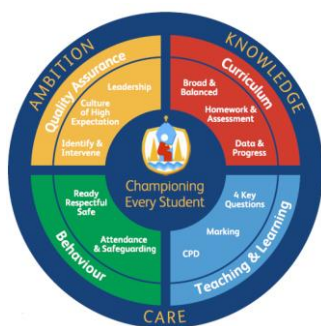 AMBITION
KNOWLEDGE
Quality Assurance
Leadership
Culture
of High
Expectation
Identify &
Intervene
Curriculum
Broad &
Balanced
Homework &
Assessment
Data &
Progress
Championing
Every Student
Ready
Respectful
Safe
Attendance
& Safeguarding
Behaviour
4 Key
Questions
Marking
CPD
Teaching & Learning
CARE